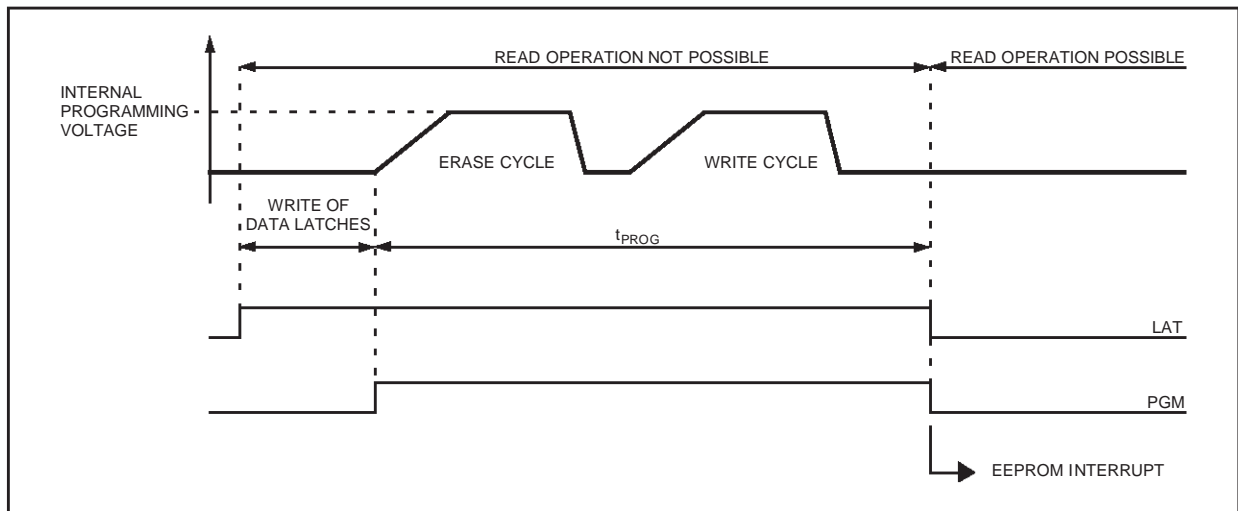 READ OPERATION NOT POSSIBLE
READ OPERATION POSSIBLE
INTERNAL
PROGRAMMING
VOLTAGE
ERASE CYCLE
WRITE CYCLE
WRITE OF
DATA LATCHES
tPROG
LAT
PGM
EEPROM INTERRUPT